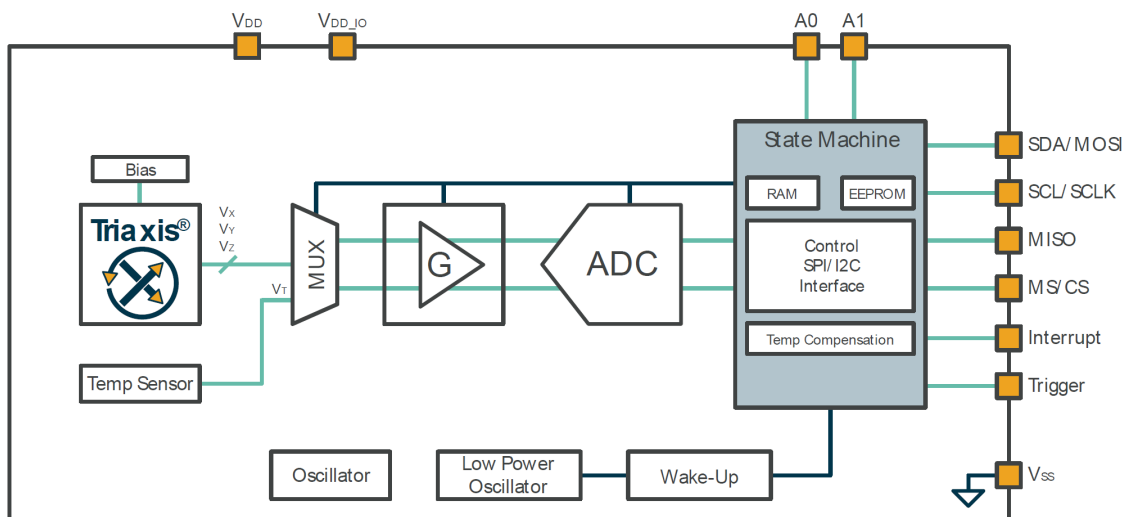 VDD
VDD_IO
A0
A1
State Machine
SDA/MOSI
Bias
RAM
EEPROM
SCL/SCLK
Triaxis®
VX
VY
VZ
MUX
G
ADC
Control
SPI/I2C
Interface
MISO
VT
MS/CS
Temp Compensation
Interrupt
Temp Sensor
Trigger
Oscillator
Low Power
Oscillator
Wake-Up
VSS